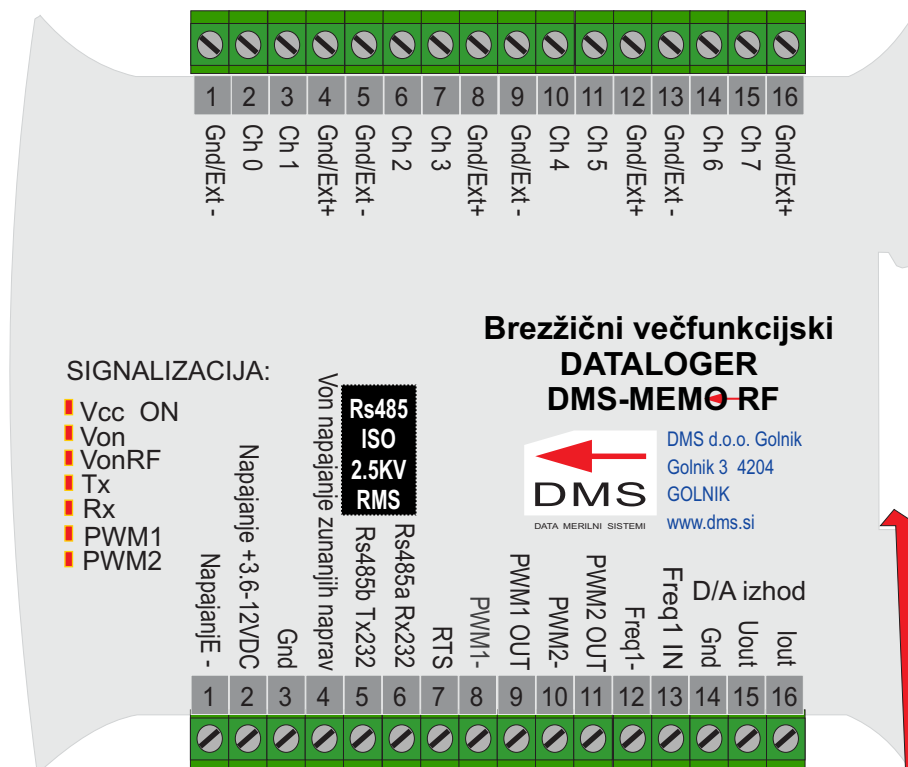 1 2 3 4 5 6 7 8 9 10 11 12 13 14 15 16
Gnd/Ext -
Ch 0
Ch 1
Gnd/Ext+
Gnd/Ext -
Ch 2
Ch 3
Gnd/Ext+
Gnd/Ext -
Ch 4
Ch 5
Gnd/Ext+
Gnd/Ext -
Ch 6
Ch 7
Gnd/Ext+
Brezžični večfunkcijski
DATALOGER
DMS-MEMO RF
SIGNALIZACIJA:
Vcc ON
Von
VonRF
Tx
Rx
PWM1
PWM2
Rs485
ISO
2.5KV
RMS
DMS
DATA MERILNI SISTEMI
DMS d.o.o. Golnik
Golnik 3 4204
GOLNIK
www.dms.si
D/A izhod
NapajanjE -
Napajanje +3.6-12VDC
Gnd
Von napajanje zunanjih naprav
Rs485b Tx232
Rs485a Rx232
RTS
PWM1-
PWM1 OUT
PWM2-
PWM2 OUT
Freq1-
Freq1 IN
Gnd
Uout
Iout
1 2 3 4 5 6 7 8 9 10 11 12 13 14 15 16